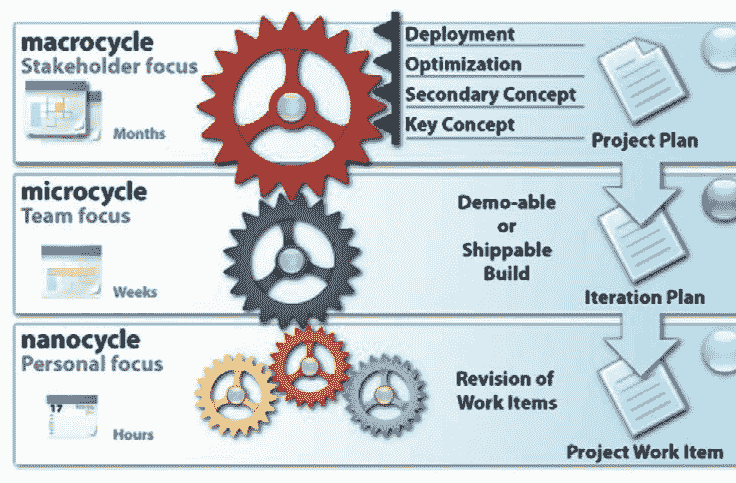 macrocycle
Stakeholder focus
Months
Deployment
Optimization
Secondary Concept
Key Concept
Project Plan
microcycle
Team focus
Weeks
Demo-able
or
Shippable
Build
Iteration Plan
nanocycle
Personal focus
17
Hours
Revision of
Work Items
Project Work Item